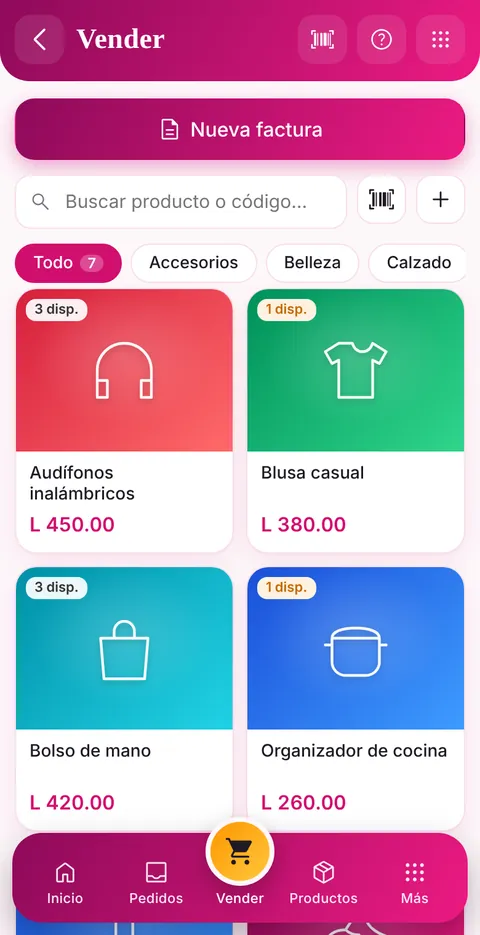 Vender
Nueva factura
Buscar producto o código...
Todo 7 Accesorios Belleza Calzado
3 disp.
1 disp.
Audífonos
inalámbricos
L 450.00
Blusa casual
L 380.00
3 disp.
1 disp.
Bolso de mano
L 420.00
Organizador de cocina
L 260.00
Inicio Pedidos Vender Productos Más